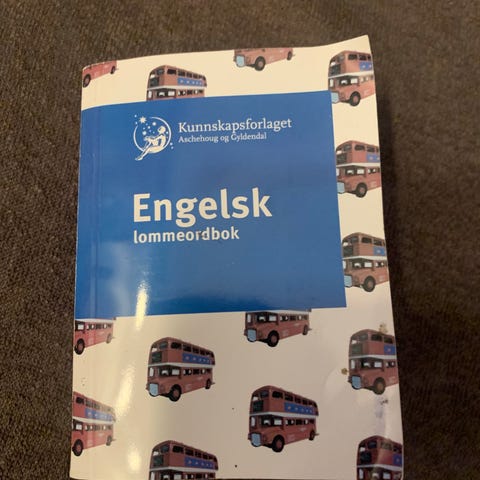 Kunnskapsforlaget
Aschehoug og Gyldendal
Engelsk
lommeordbok